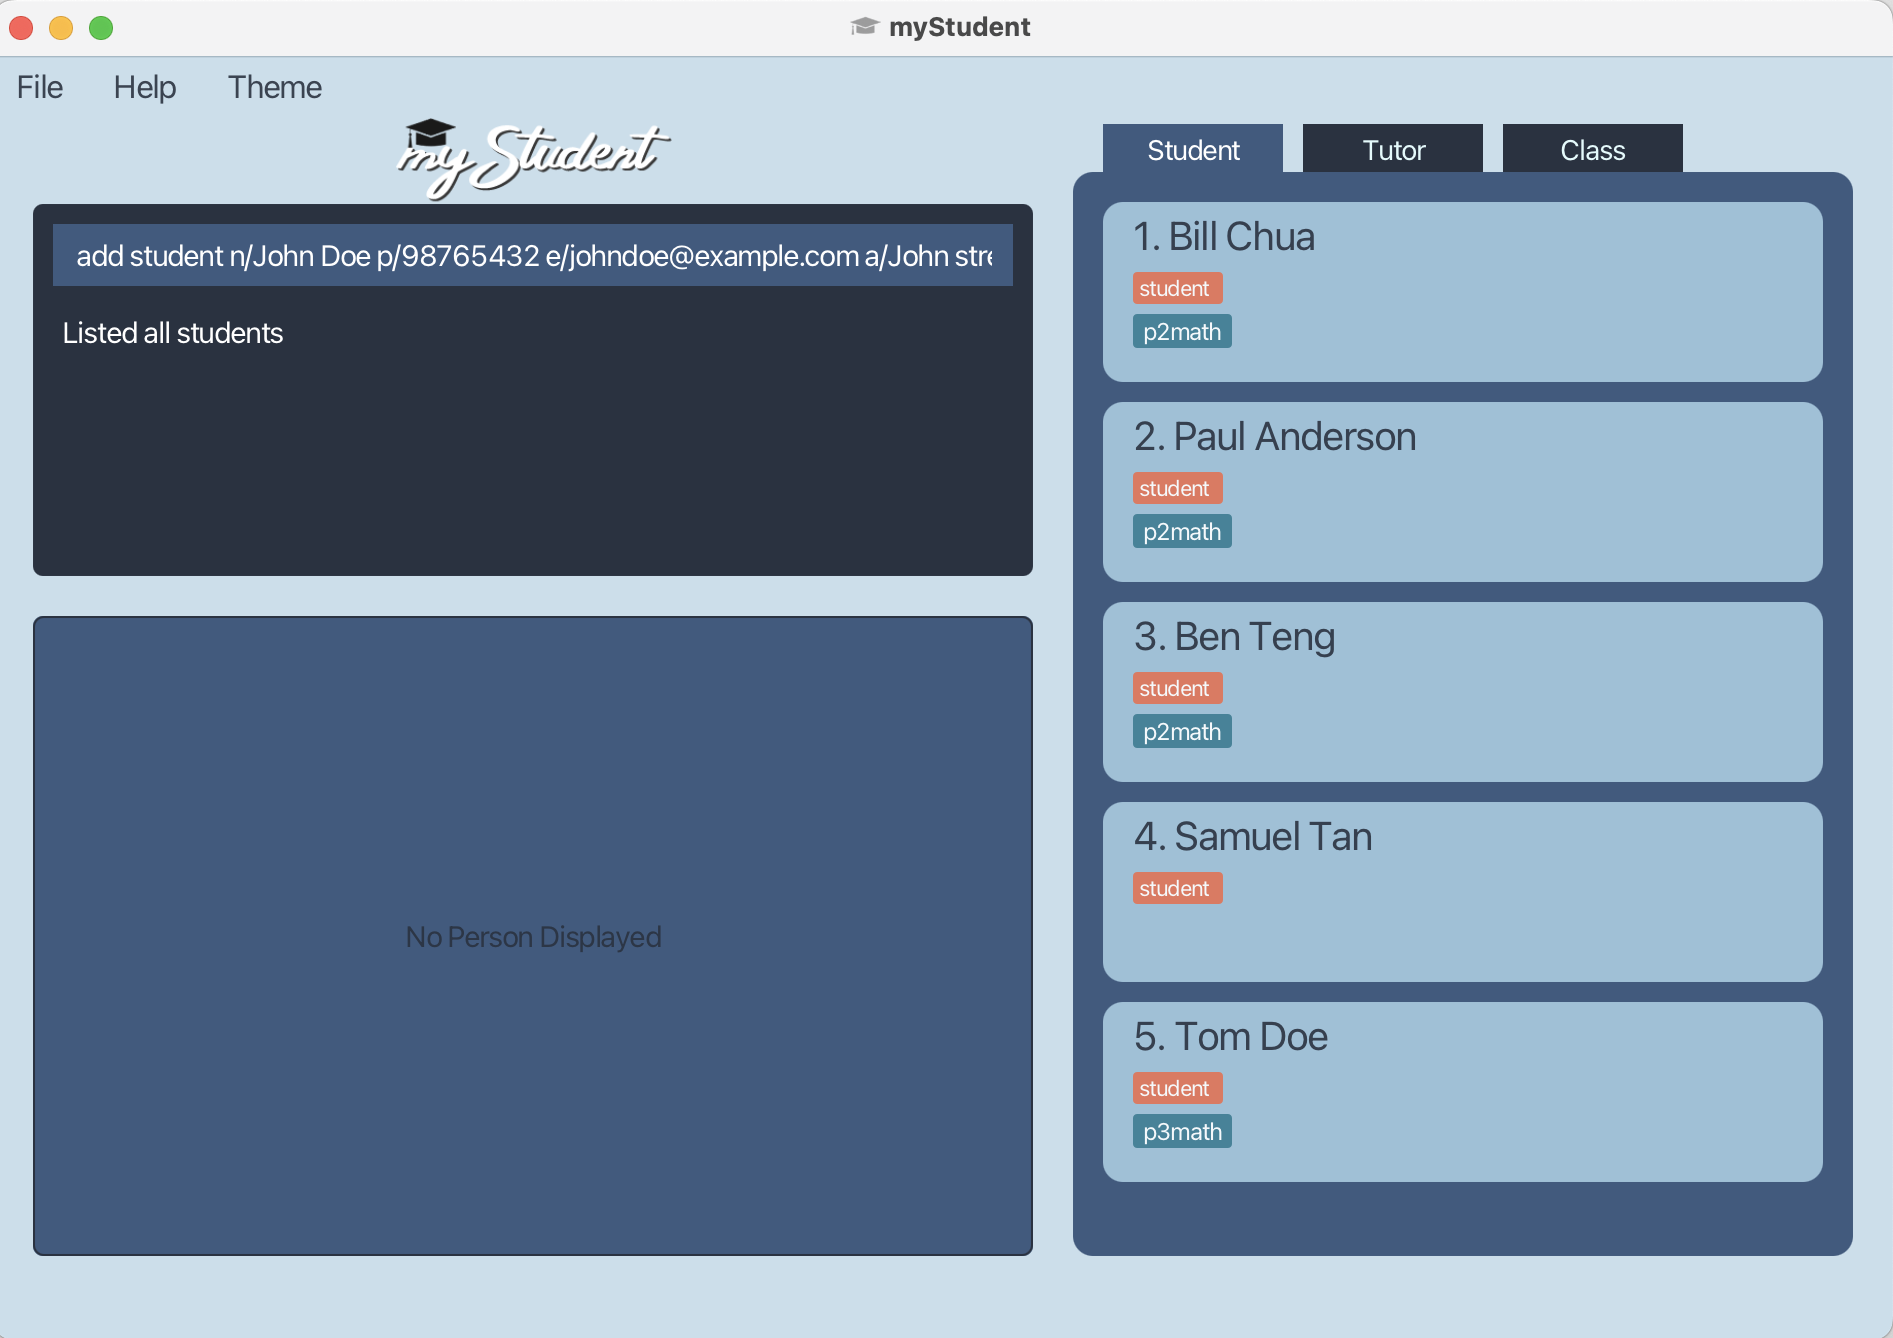 myStudent
File Help Theme
myStudent
add student n/John Doe p/98765432 e/johndoe@example.com a/John
Listed all students
No Person Displayed
Student Tutor Class
1. Bill Chua
student
p2math
2. Paul Anderson
student
p2math
3. Ben Teng
student
p2math
4. Samuel Tan
student
5. Tom Doe
student
p3math